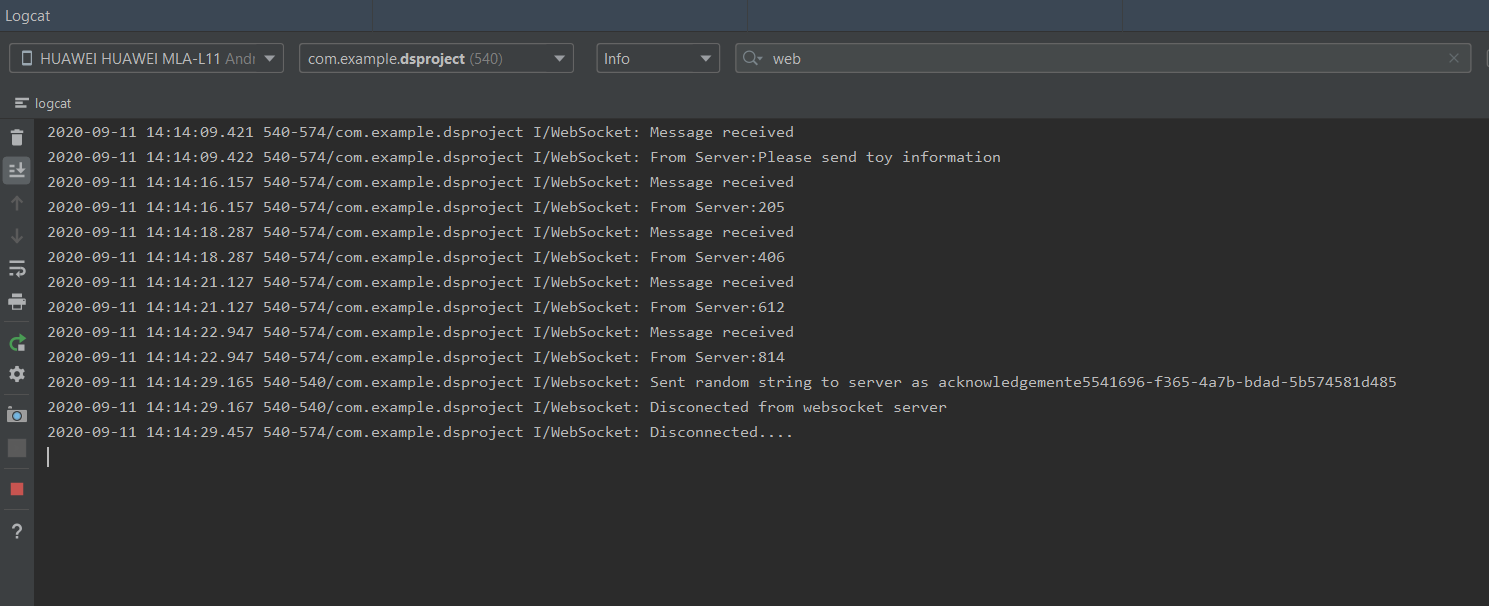 Logcat
HUAWEI HUAWEI MLA-L11 Andr
com.example.dsproject (540)
Info
web
logcat
2020-09-11 14:14:09.421 540-574/com.example.dsproject I/WebSocket: Message received
2020-09-11 14:14:09.422 540-574/com.example.dsproject I/WebSocket: From Server:Please send toy information
2020-09-11 14:14:16.157 540-574/com.example.dsproject I/WebSocket: Message received
2020-09-11 14:14:16.157 540-574/com.example.dsproject I/WebSocket: From Server:205
2020-09-11 14:14:18.287 540-574/com.example.dsproject I/WebSocket: Message received
2020-09-11 14:14:18.287 540-574/com.example.dsproject I/WebSocket: From Server:406
2020-09-11 14:14:21.127 540-574/com.example.dsproject I/WebSocket: Message received
2020-09-11 14:14:21.127 540-574/com.example.dsproject I/WebSocket: From Server:612
2020-09-11 14:14:22.947 540-574/com.example.dsproject I/WebSocket: Message received
2020-09-11 14:14:22.947 540-574/com.example.dsproject I/WebSocket: From Server:814
2020-09-11 14:14:29.165 540-540/com.example.dsproject I/Websocket: Sent random string to server as acknowledgemente5541696-f365-4a7b-bdad-5b574581d485
2020-09-11 14:14:29.167 540-540/com.example.dsproject I/Websocket: Disconected from websocket server
2020-09-11 14:14:29.457 540-574/com.example.dsproject I/WebSocket: Disconnected....